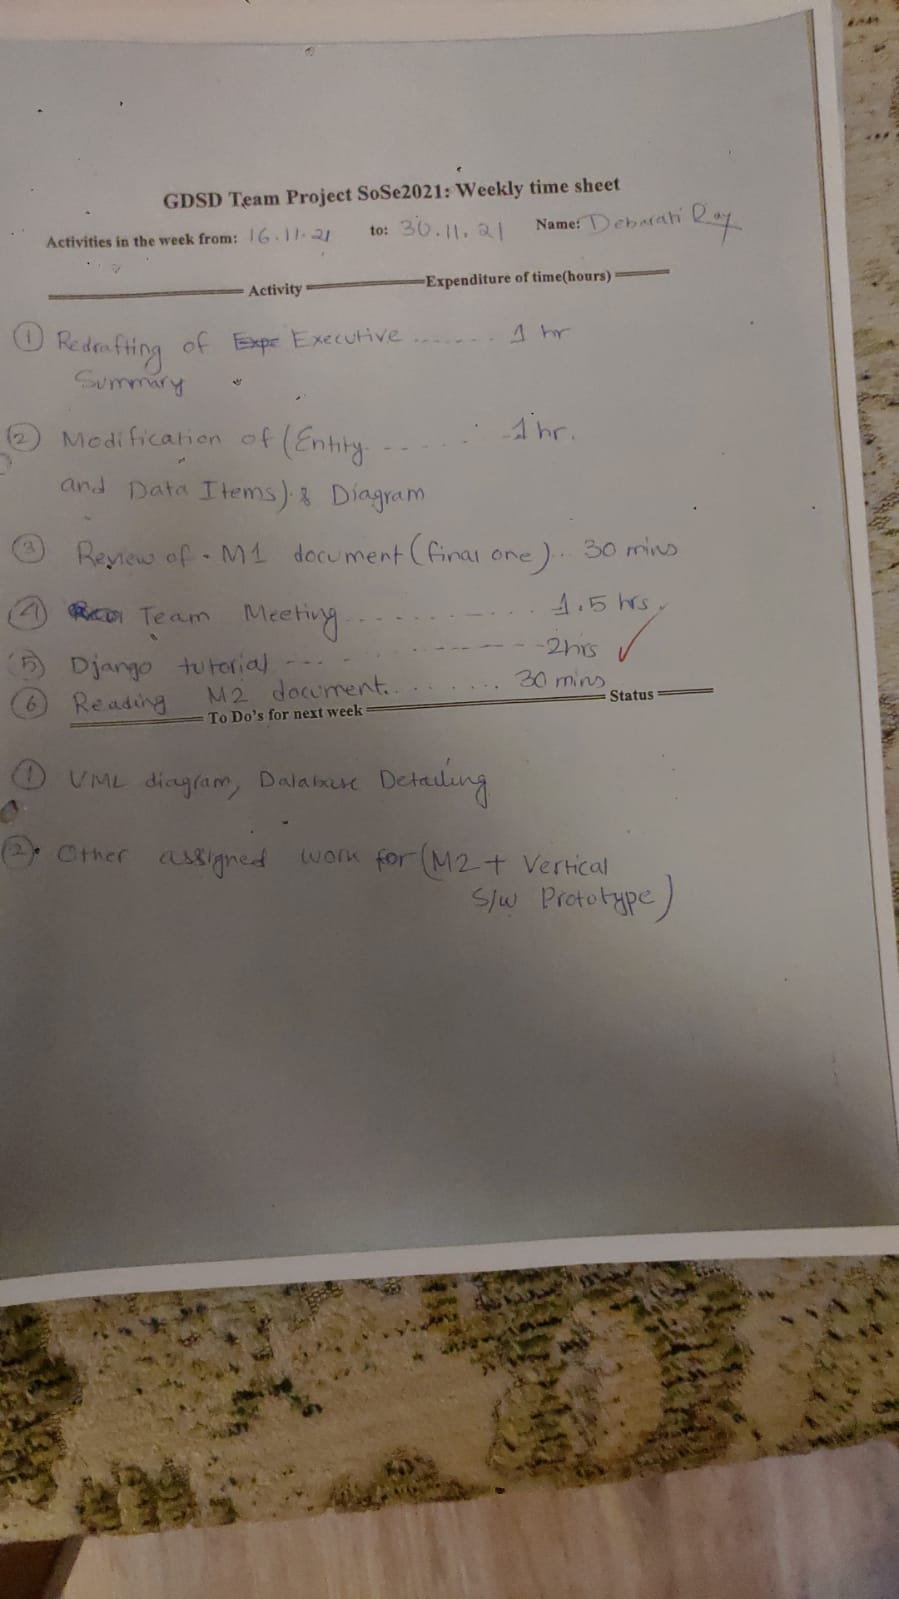 GDSD Team Project SoSe2021: Weekly time sheet
Activities in the week from: 16.11.21 to: 30.11.21 Name: Debarati Ray
Activity Expenditure of time(hours)
① Redrafting of Expe Executive ....... 1 hr
Summary
② Modification of (Entity ------ 1 hr.
and Data Items) & Diagram
③ Review of M1 document (final one)... 30 mins
④ Team Meeting ............ 1.5 hrs
⑤ Django tutorial --- - ------- 2hrs ✓
⑥ Reading M2 document......... 30 mins
To Do's for next week Status
① UML diagram, Database Detailing
②. Other assigned work for (M2 + Vertical
S/w Prototype)